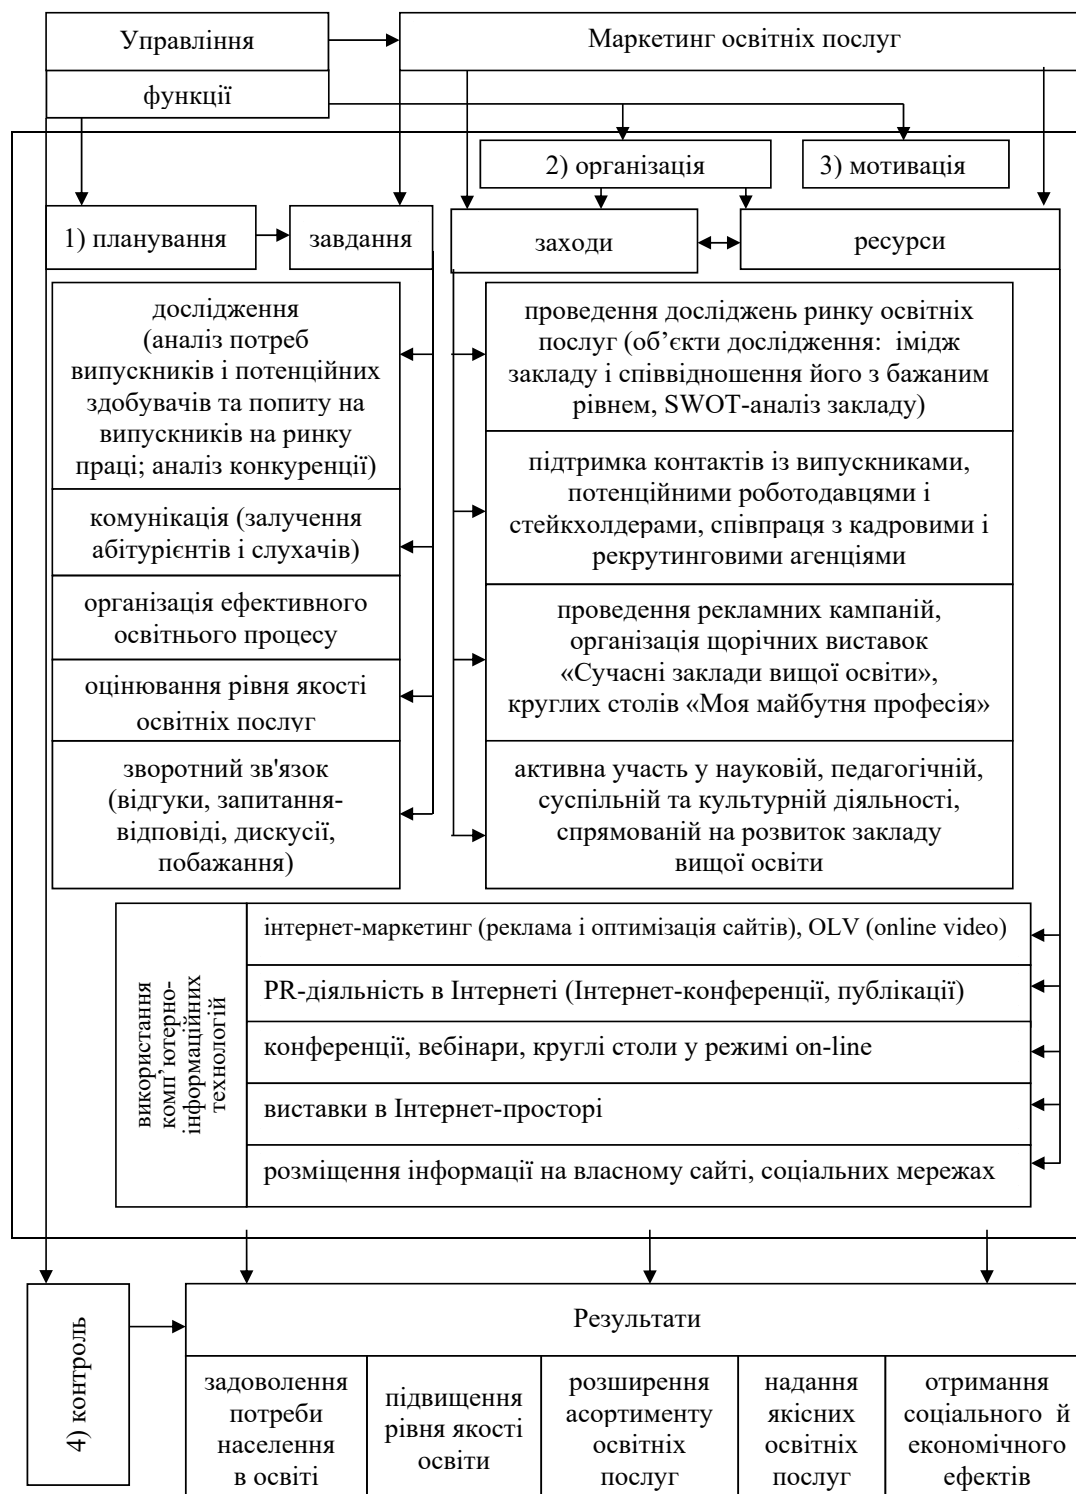 Управління
Маркетинг освітніх послуг
функції
2) організація
3) мотивація
1) планування
завдання
заходи
ресурси
дослідження
(аналіз потреб
випускників і потенційних
здобувачів та попиту на
випускників на ринку
праці; аналіз конкуренції)
комунікація (залучення
абітурієнтів і слухачів)
організація ефективного
освітнього процесу
оцінювання рівня якості
освітніх послуг
зворотний зв'язок
(відгуки, запитання-
відповіді, дискусії,
побажання)
проведення досліджень ринку освітніх
послуг (об’єкти дослідження: імідж
закладу і співвідношення його з бажаним
рівнем, SWOT-аналіз закладу)
підтримка контактів із випускниками,
потенційними роботодавцями і
стейкхолдерами, співпраця з кадровими і
рекрутинговими агенціями
проведення рекламних кампаній,
організація щорічних виставок
«Сучасні заклади вищої освіти»,
круглих столів «Моя майбутня професія»
активна участь у науковій, педагогічній,
суспільній та культурній діяльності,
спрямованій на розвиток закладу
вищої освіти
використання
комп’ютерно-
інформаційних
технологій
інтернет-маркетинг (реклама і оптимізація сайтів), OLV (online video)
PR-діяльність в Інтернеті (Інтернет-конференції, публікації)
конференції, вебінари, круглі столи у режимі on-line
виставки в Інтернет-просторі
розміщення інформації на власному сайті, соціальних мережах
4) контроль
Результати
задоволення
потреби
населення
в освіті
підвищення
рівня якості
освіти
розширення
асортименту
освітніх
послуг
надання
якісних
освітніх
послуг
отримання
соціального й
економічного
ефектів